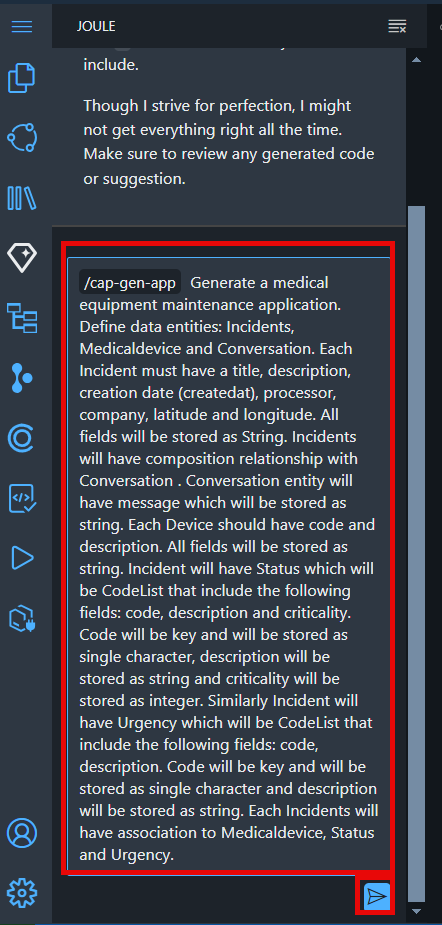 JOULE
include.
Though I strive for perfection, I might
not get everything right all the time.
Make sure to review any generated code
or suggestion.
/cap-gen-app Generate a medical
equipment maintenance application.
Define data entities: Incidents,
Medicaldevice and Conversation. Each
Incident must have a title, description,
creation date (createdat), processor,
company, latitude and longitude. All
fields will be stored as String. Incidents
will have composition relationship with
Conversation . Conversation entity will
have message which will be stored as
string. Each Device should have code and
description. All fields will be stored as
string. Incident will have Status which will
be CodeList that include the following
fields: code, description and criticality.
Code will be key and will be stored as
single character, description will be
stored as string and criticality will be
stored as integer. Similarly Incident will
have Urgency which will be CodeList that
include the following fields: code,
description. Code will be key and will be
stored as single character and description
will be stored as string. Each Incidents will
have association to Medicaldevice, Status
and Urgency.